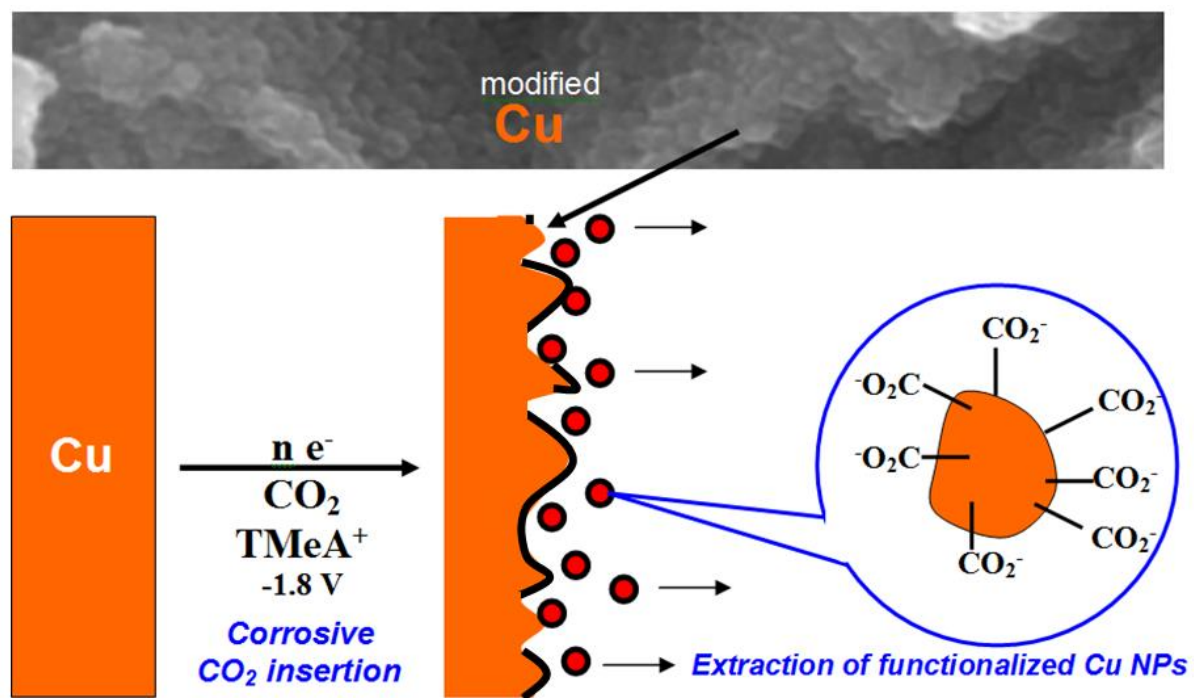 modified
Cu
Cu
n e⁻
CO₂
TMeA⁺
-1.8 V
Corrosive
CO₂ insertion
CO₂⁻
⁻O₂C
CO₂⁻
⁻O₂C
CO₂⁻
CO₂⁻
CO₂⁻
Extraction of functionalized Cu NPs